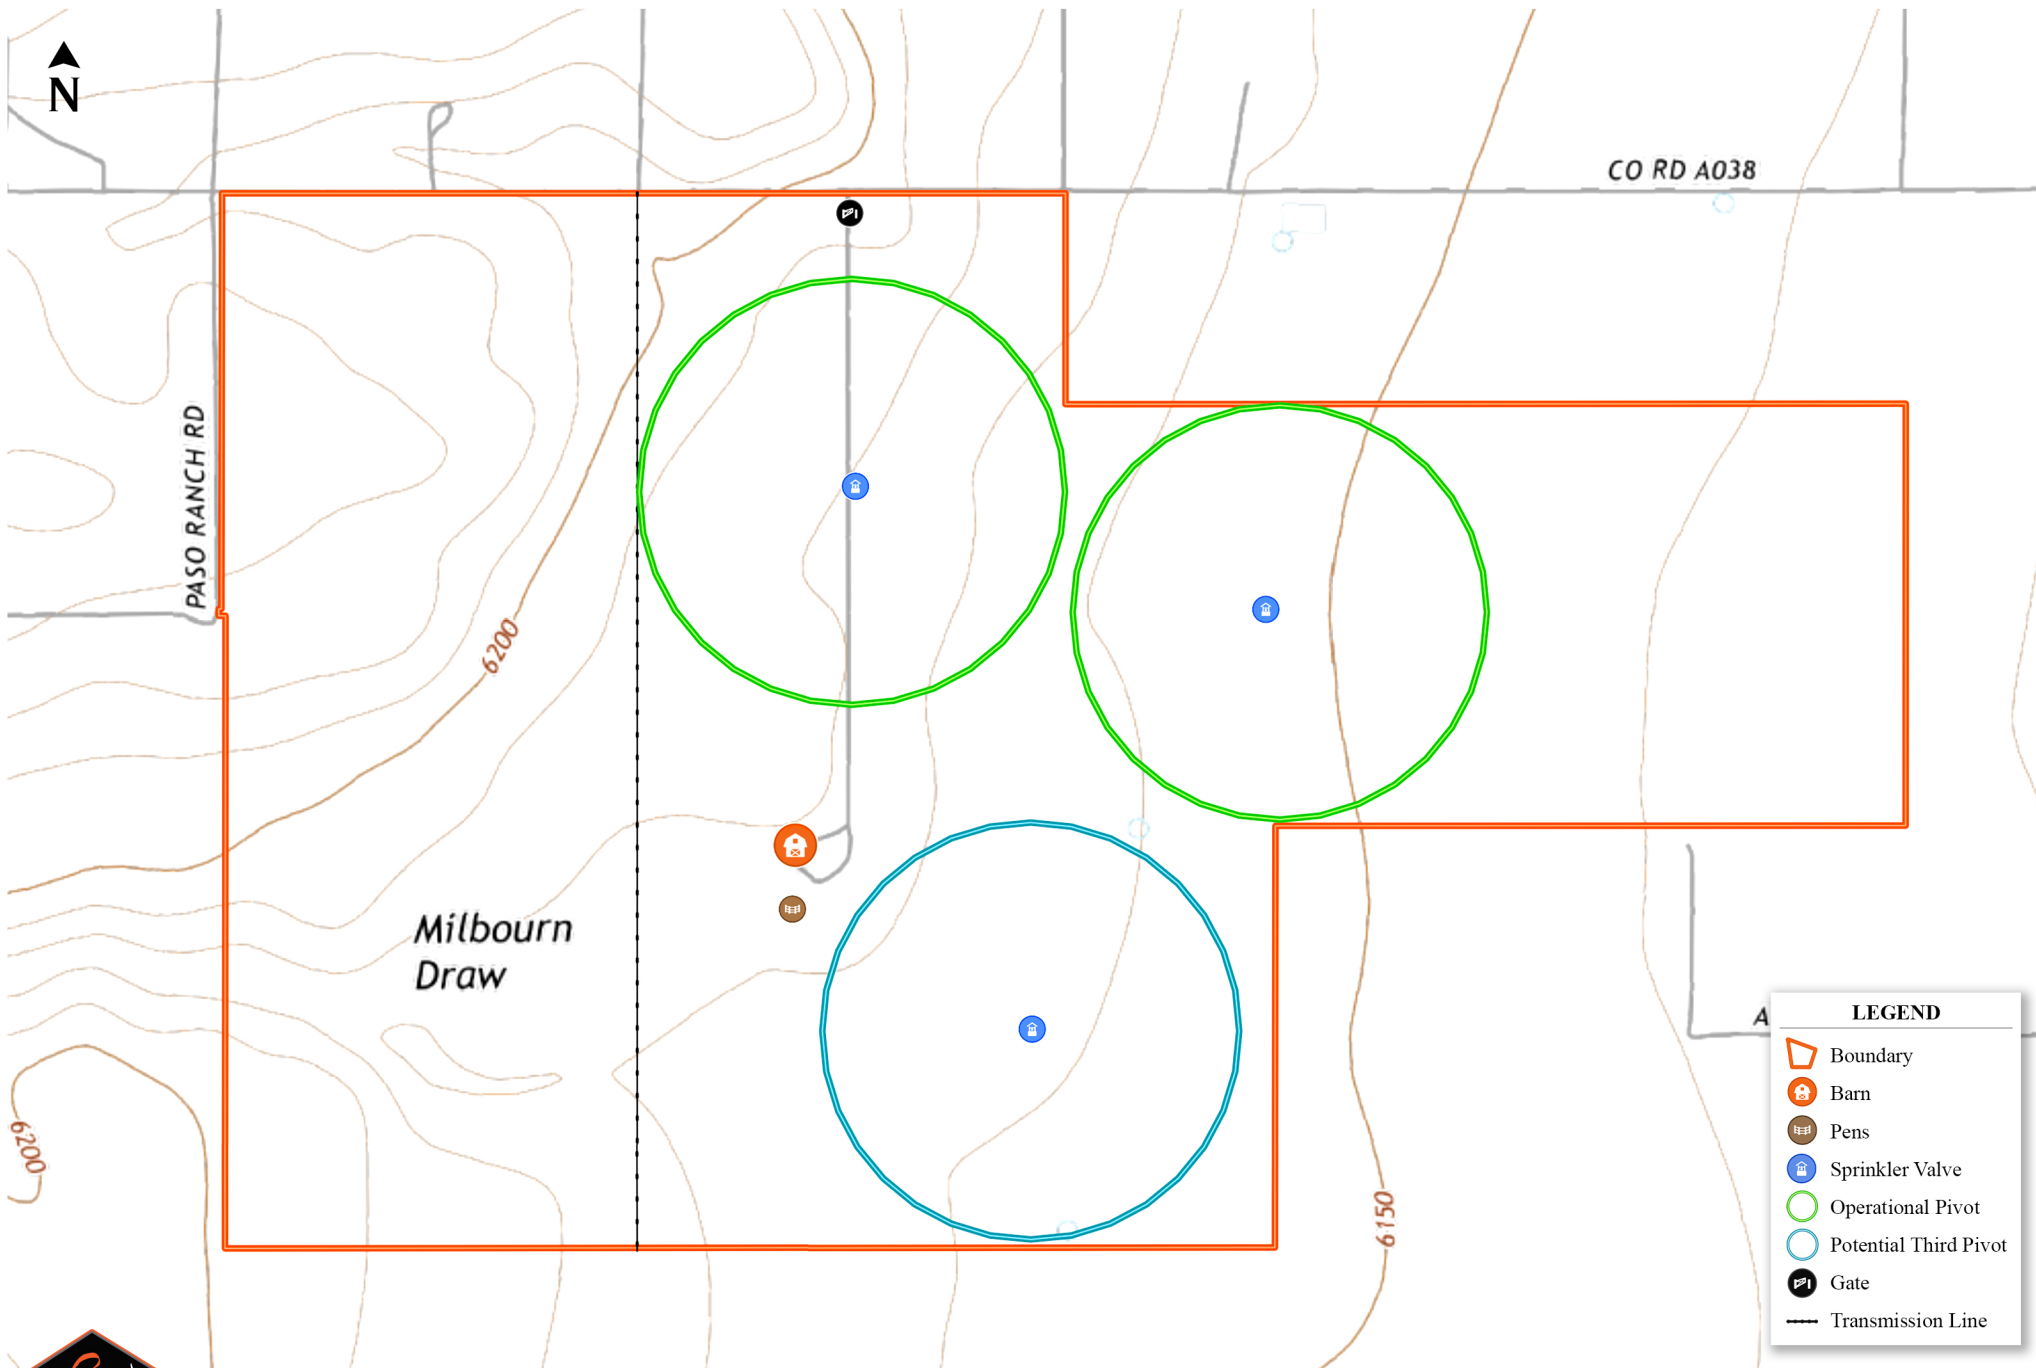 N
CO RD A038
PASO RANCH RD
6200
Milbourn
Draw
6200
6150
A
LEGEND
Boundary
Barn
Pens
Sprinkler Valve
Operational Pivot
Potential Third Pivot
Gate
Transmission Line